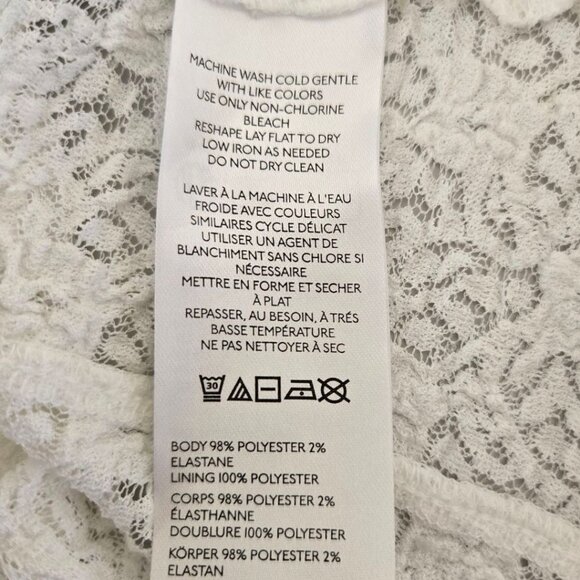 MACHINE WASH COLD GENTLE
WITH LIKE COLORS
USE ONLY NON-CHLORINE
BLEACH
RESHAPE LAY FLAT TO DRY
LOW IRON AS NEEDED
DO NOT DRY CLEAN
LAVER À LA MACHINE À L'EAU
FROIDE AVEC COULEURS
SIMILAIRES CYCLE DÉLICAT
UTILISER UN AGENT DE
BLANCHIMENT SANS CHLORE SI
NÉCESSAIRE
METTRE EN FORME ET SECHER
À PLAT
REPASSER, AU BESOIN, À TRÉS
BASSE TEMPÉRATURE
NE PAS NETTOYER À SEC
30
BODY 98% POLYESTER 2%
ELASTANE
LINING 100% POLYESTER
CORPS 98% POLYESTER 2%
ÉLASTHANNE
DOUBLURE 100% POLYESTER
KÖRPER 98% POLYESTER 2%
ELASTAN